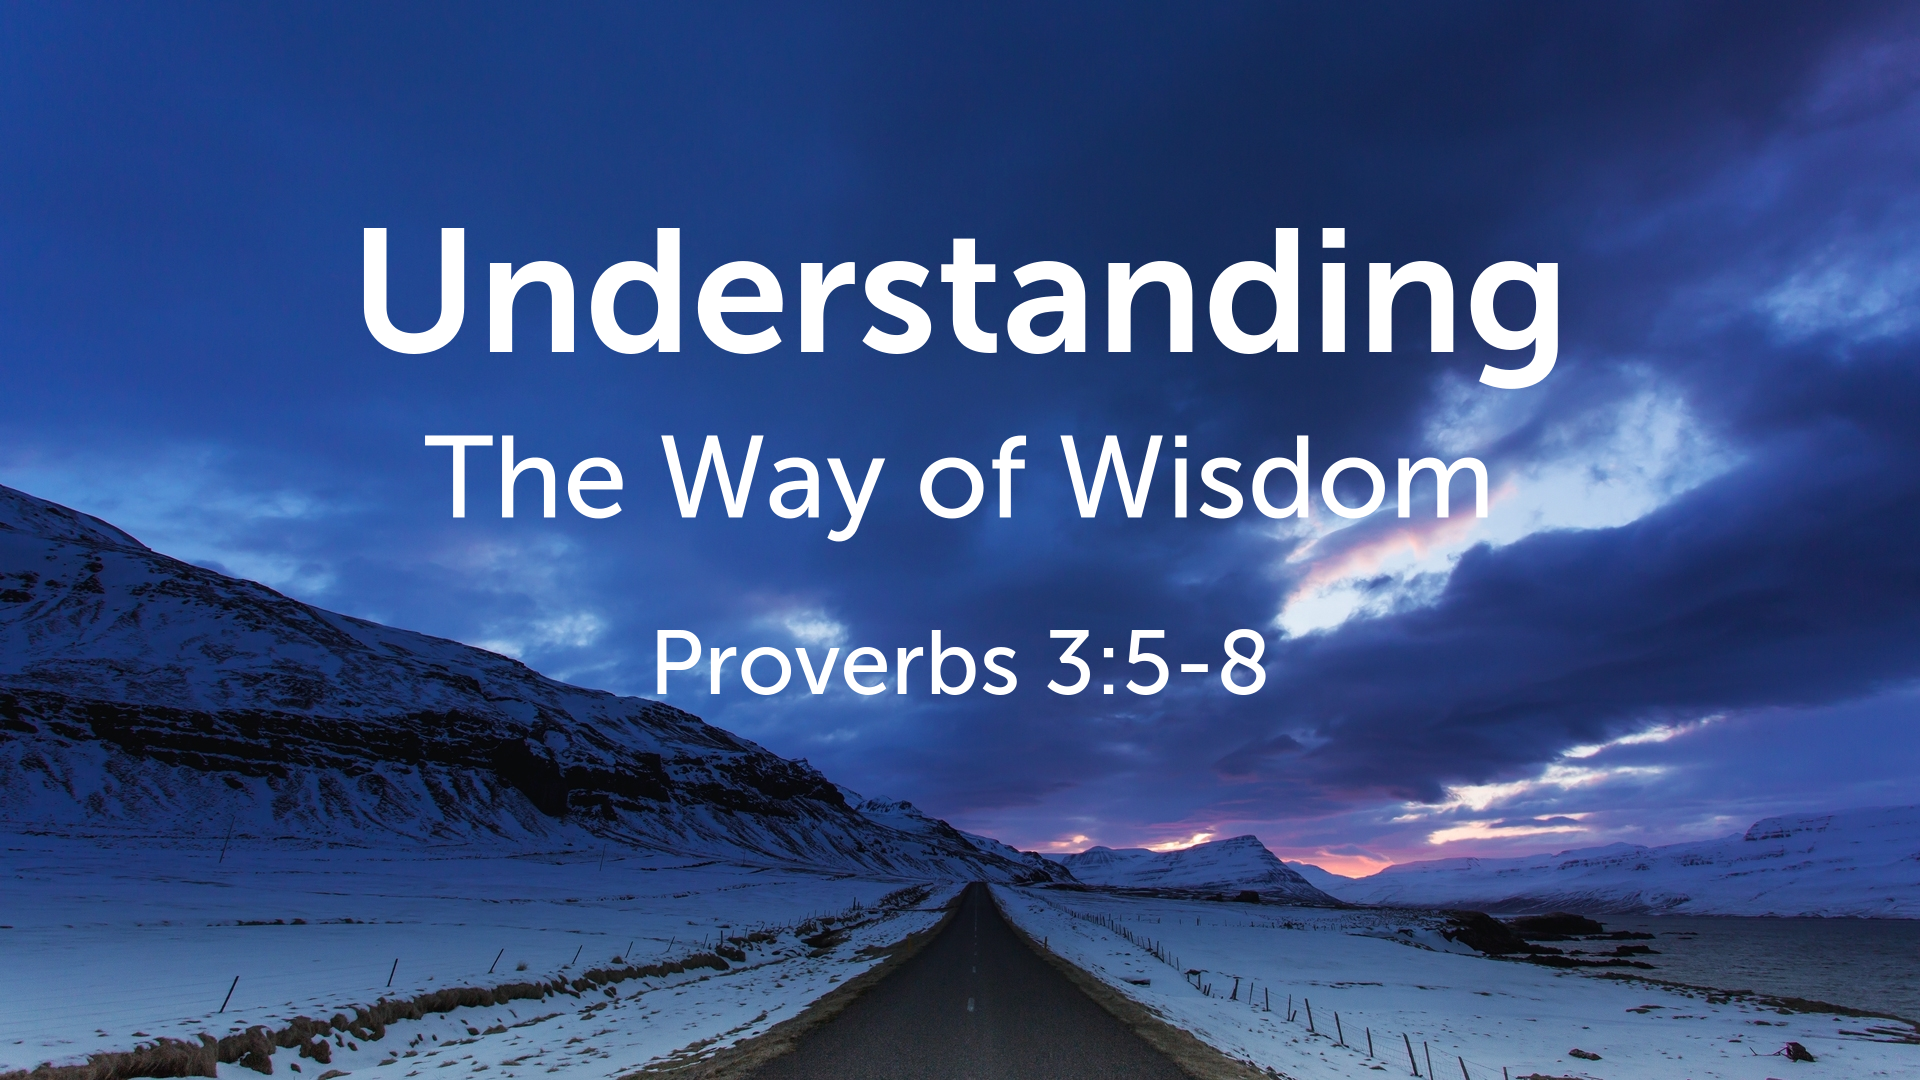 Understanding
The Way of Wisdom
Proverbs 3:5-8